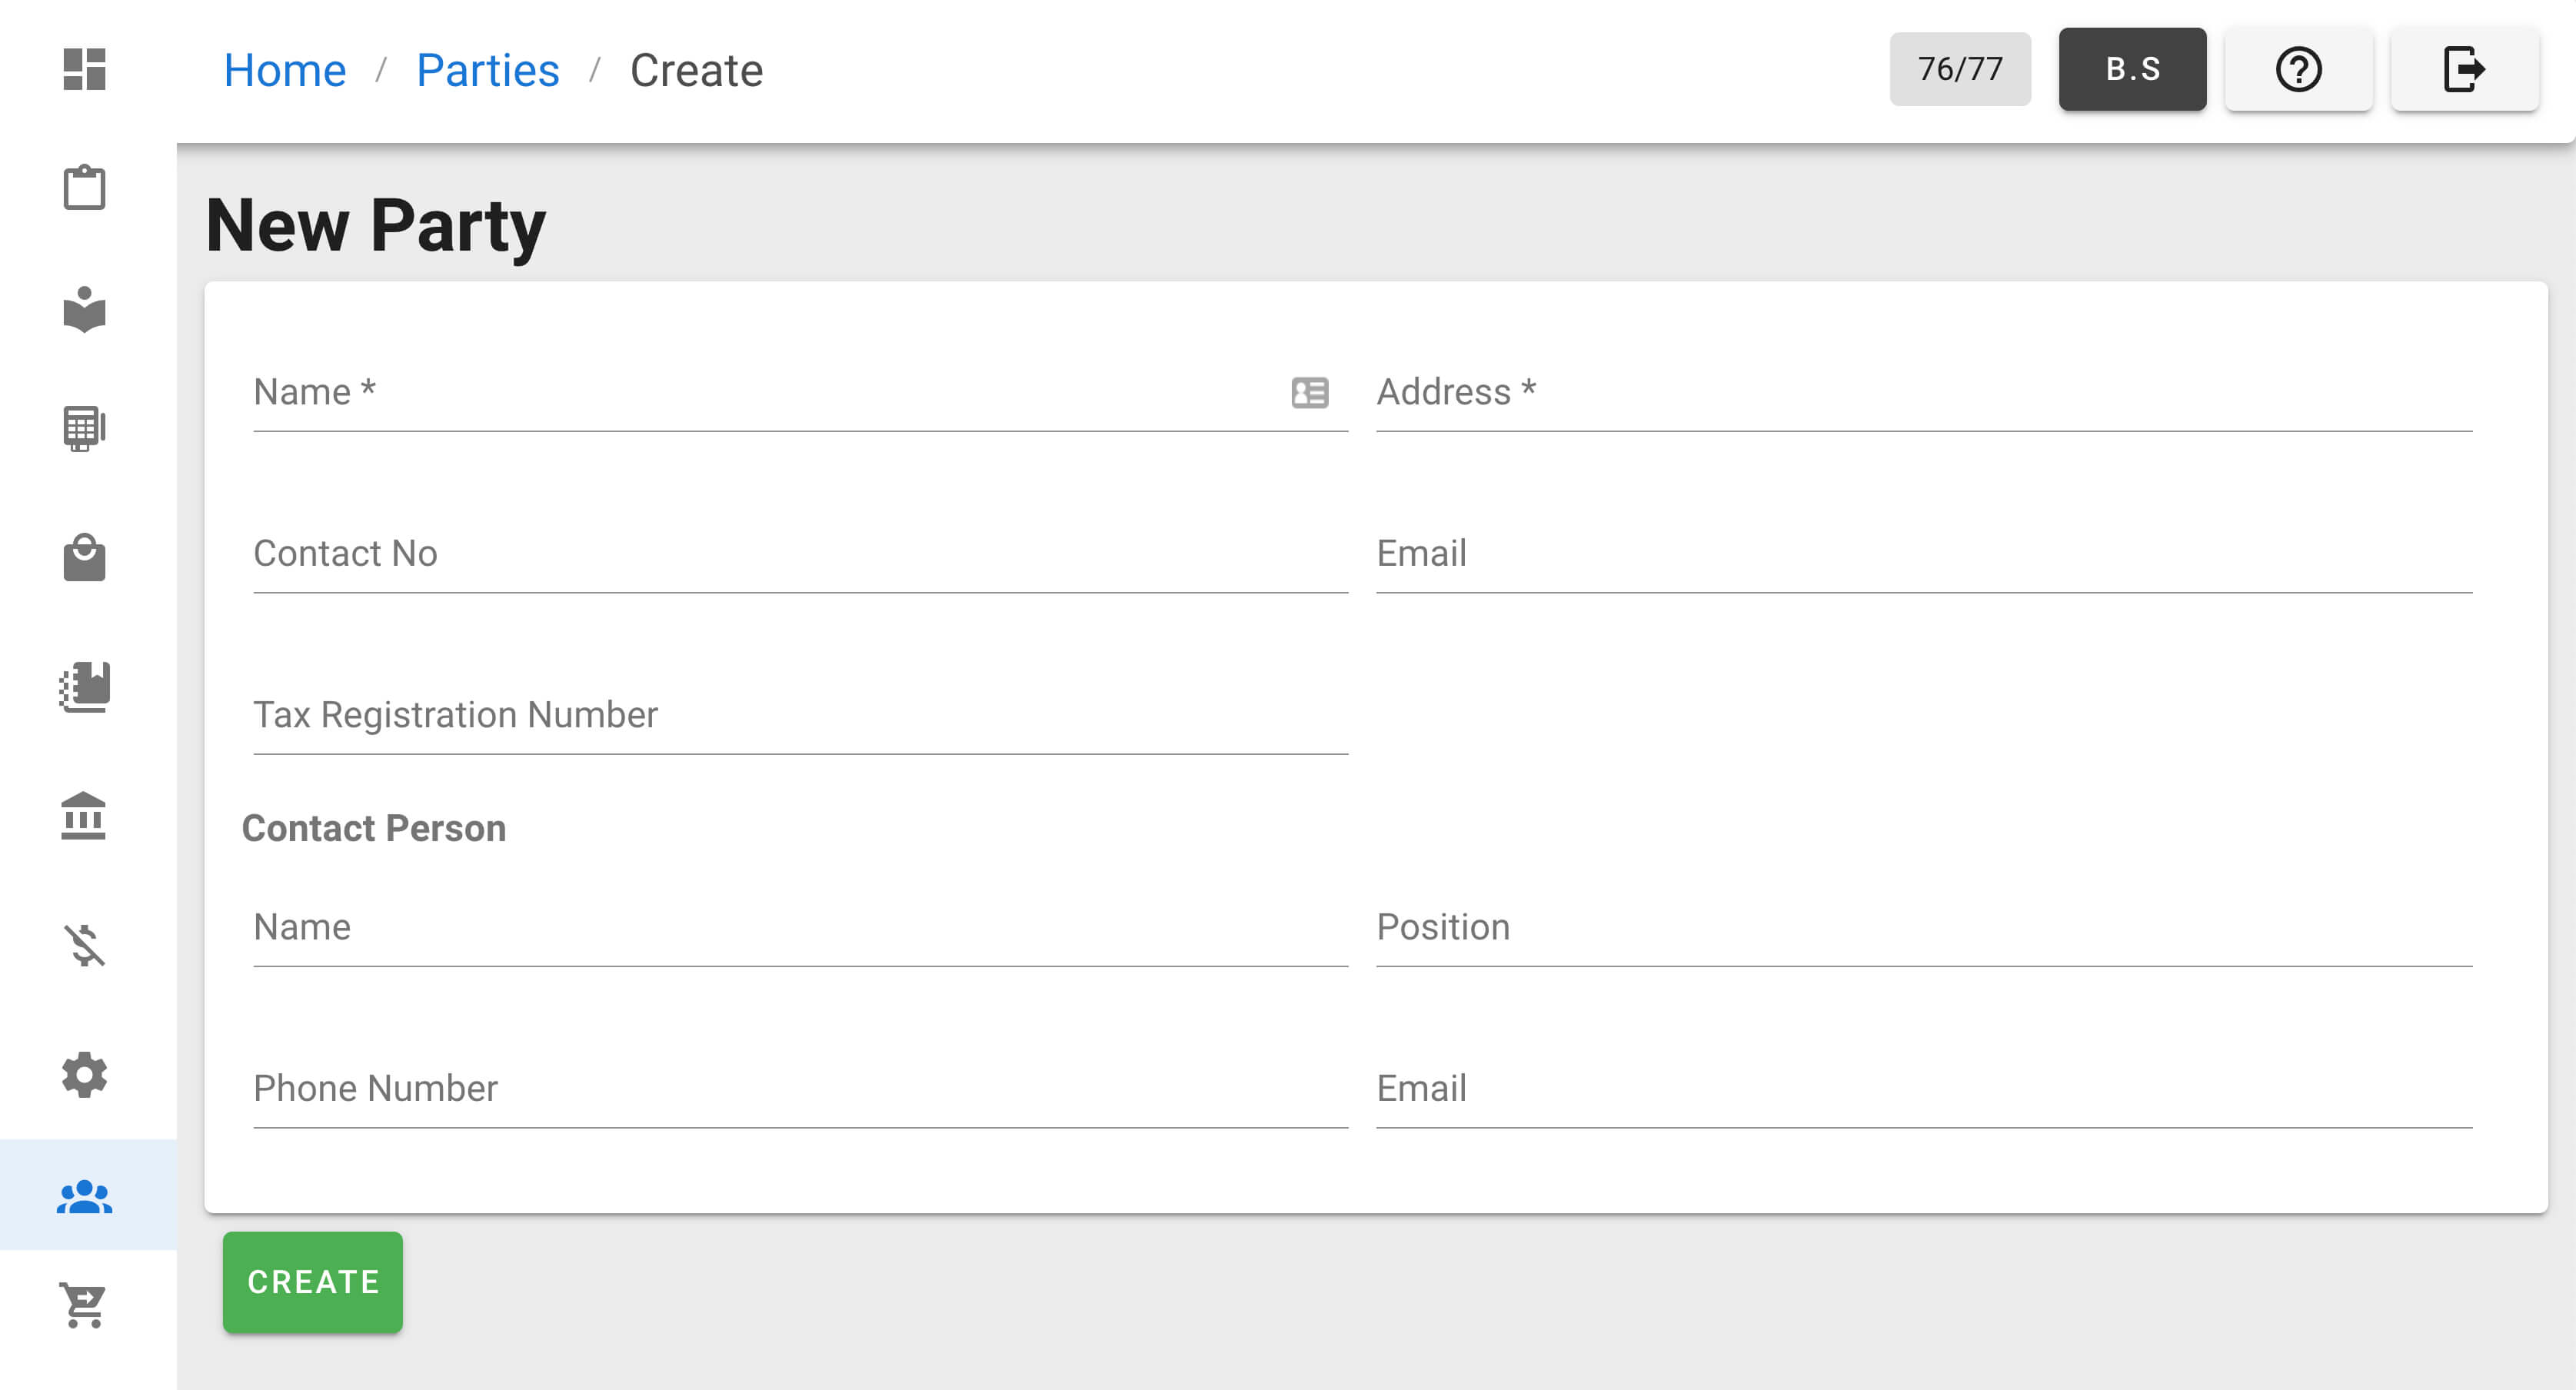 Home / Parties / Create
76/77
B.S
New Party
Name *
Address *
Contact No
Email
Tax Registration Number
Contact Person
Name
Position
Phone Number
Email
CREATE